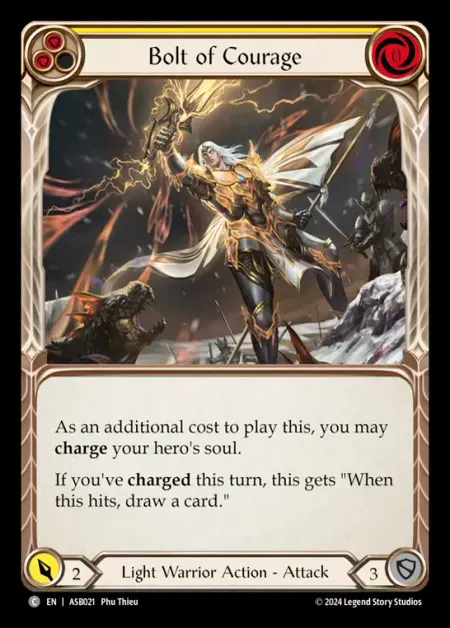 Bolt of Courage
0
As an additional cost to play this, you may
charge your hero's soul.
If you've charged this turn, this gets "When
this hits, draw a card."
2
Light Warrior Action - Attack
3
C EN | ASB021 Phu Thieu
© 2024 Legend Story Studios